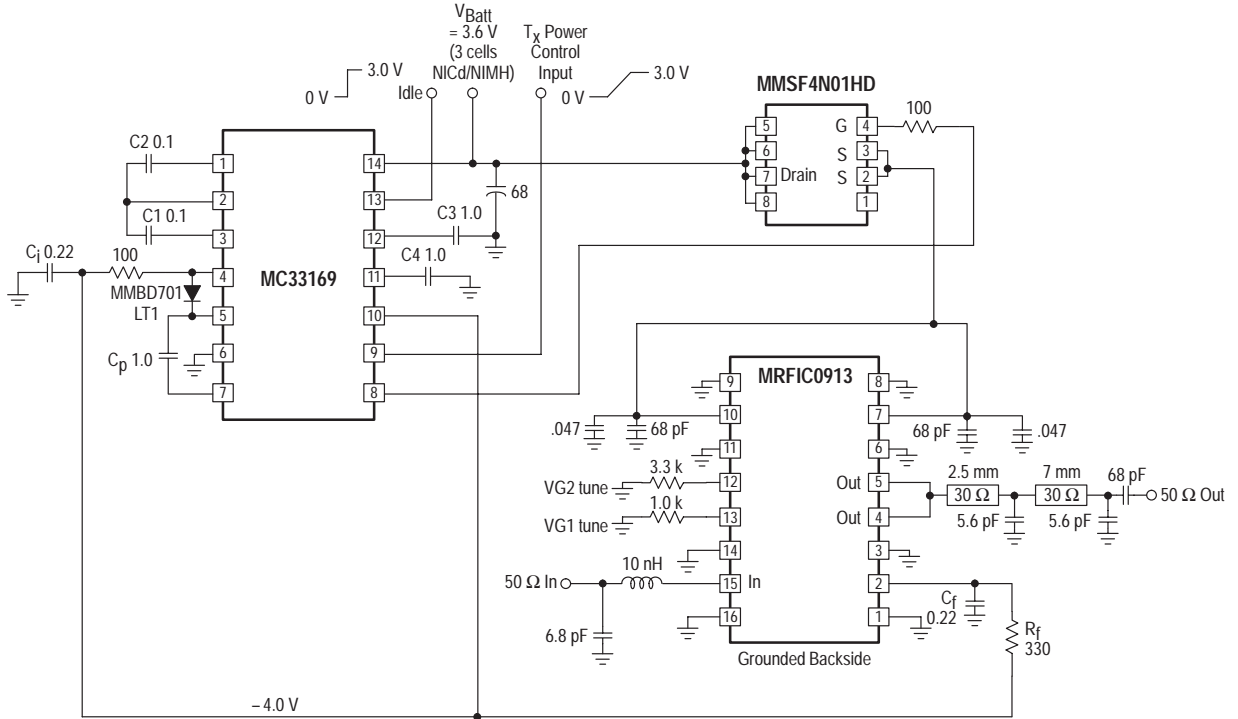 VBatt
= 3.6 V
(3 cells
NICd/NIMH)
TX Power
Control
Input
0 V
3.0 V
Idle
0 V
3.0 V
MMSF4N01HD
C2 0.1
1
2
C1 0.1
3
Ci 0.22
100
4
MMBD701
LT1
5
Cp 1.0
6
7
MC33169
14
13
68
C3 1.0
12
C4 1.0
11
10
9
8
5
6
7
8
Drain
G
S
S
4
3
2
1
100
MRFIC0913
9
10
.047
68 pF
11
3.3 k
VG2 tune
12
1.0 k
VG1 tune
13
14
10 nH
50 Ω In
15
In
6.8 pF
16
8
7
68 pF
.047
6
Out
5
Out
4
3
2
1
2.5 mm
30 Ω
7 mm
30 Ω
68 pF
50 Ω Out
5.6 pF
5.6 pF
Cf
0.22
Rf
330
Grounded Backside
– 4.0 V